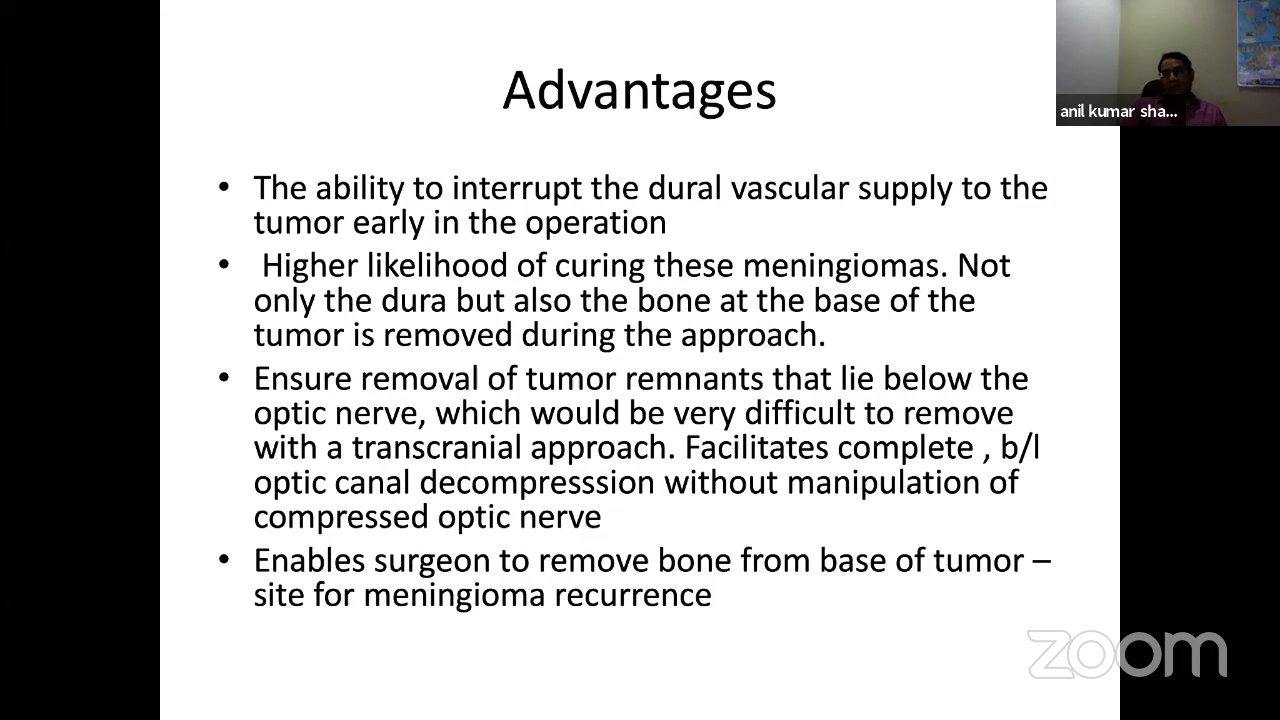 Advantages
anil kumar sha...
• The ability to interrupt the dural vascular supply to the
tumor early in the operation
• Higher likelihood of curing these meningiomas. Not
only the dura but also the bone at the base of the
tumor is removed during the approach.
• Ensure removal of tumor remnants that lie below the
optic nerve, which would be very difficult to remove
with a transcranial approach. Facilitates complete , b/l
optic canal decompresssion without manipulation of
compressed optic nerve
• Enables surgeon to remove bone from base of tumor –
site for meningioma recurrence
zoom